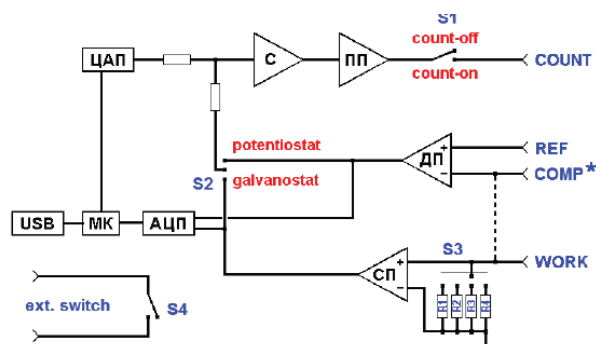 S1
count-off
ЦАП
С
ПП
COUNT
count-on
potentiostat
ДП
+
−
REF
COMP*
S2
galvanostat
USB
МК
АЦП
СП
+
−
S3
WORK
ext. switch
S4
R1
R2
R3
R4